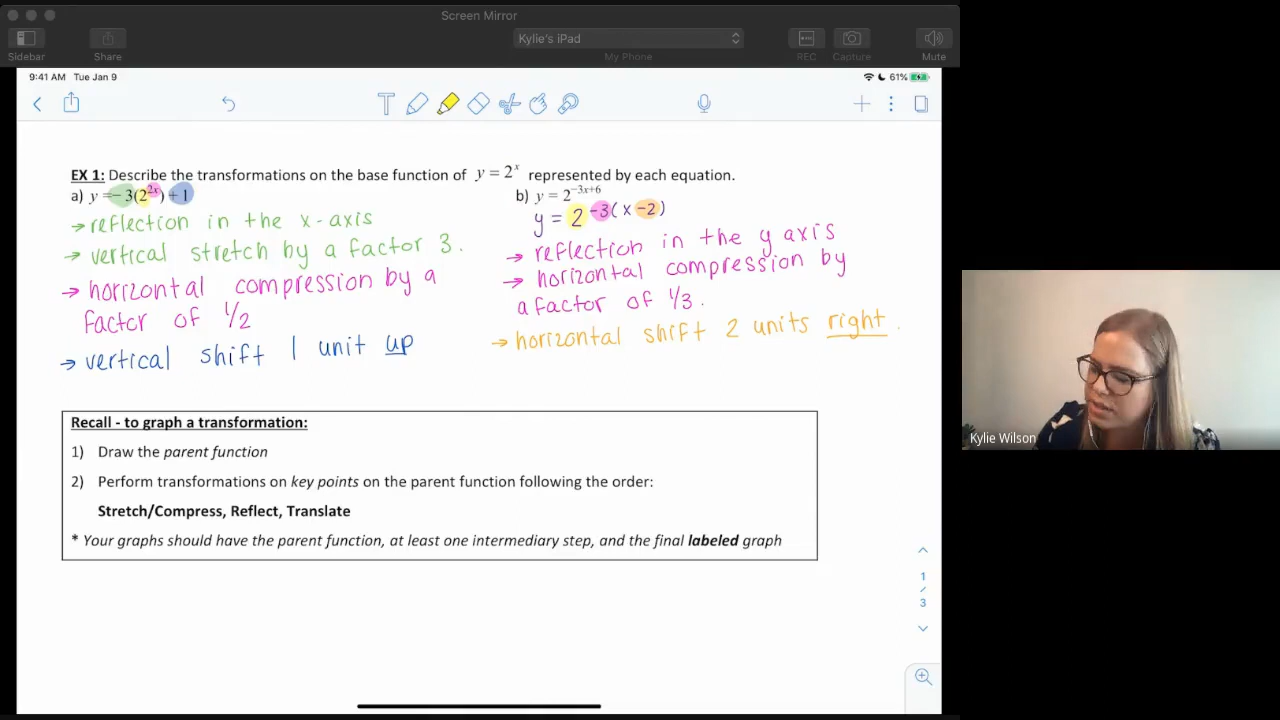 Screen Mirror
Kylie's iPad
Sidebar Share My Phone REC Capture Mute
9:41 AM Tue Jan 9 61%
EX 1: Describe the transformations on the base function of y = 2ˣ represented by each equation.
a) y = −3(2²ˣ) + 1
b) y = 2⁻³ˣ⁺⁶
y = 2⁻³⁽ˣ⁻²⁾
→ reflection in the x-axis
→ vertical stretch by a factor 3.
→ horizontal compression by a
factor of 1/2
→ vertical shift 1 unit up
→ reflection in the y axis
→ horizontal compression by
a factor of 1/3.
→ horizontal shift 2 units right.
Recall - to graph a transformation:
1) Draw the parent function
2) Perform transformations on key points on the parent function following the order:
Stretch/Compress, Reflect, Translate
* Your graphs should have the parent function, at least one intermediary step, and the final labeled graph
1
/
3
Kylie Wilson